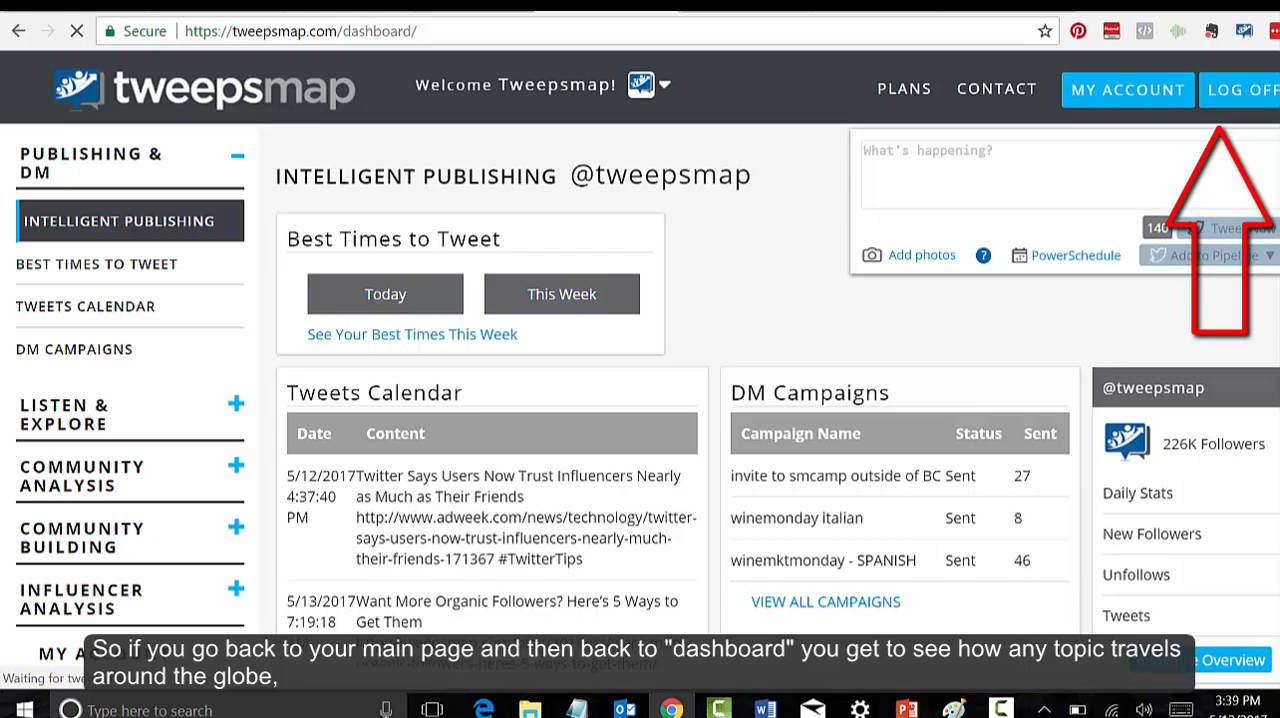 Secure
https://tweepsmap.com/dashboard/
tweepsmap
Welcome Tweepsmap!
PLANS
CONTACT
MY ACCOUNT
LOG OFF
PUBLISHING &
DM
INTELLIGENT PUBLISHING
BEST TIMES TO TWEET
TWEETS CALENDAR
DM CAMPAIGNS
LISTEN &
EXPLORE
COMMUNITY
ANALYSIS
COMMUNITY
BUILDING
INFLUENCER
ANALYSIS
INTELLIGENT PUBLISHING @tweepsmap
What's happening?
140
Tweet Now
Add photos
?
PowerSchedule
Add to Pipeline
Best Times to Tweet
Today
This Week
See Your Best Times This Week
Tweets Calendar
Date Content
5/12/2017 Twitter Says Users Now Trust Influencers Nearly
4:37:40 as Much as Their Friends
PM http://www.adweek.com/news/technology/twitter-
says-users-now-trust-influencers-nearly-much-
their-friends-171367 #TwitterTips
5/13/2017 Want More Organic Followers? Here's 5 Ways to
7:19:18 Get Them
DM Campaigns
Campaign Name Status Sent
invite to smcamp outside of BC Sent 27
winemonday italian Sent 8
winemktmonday - SPANISH Sent 46
VIEW ALL CAMPAIGNS
@tweepsmap
226K Followers
Daily Stats
New Followers
Unfollows
Tweets
Overview
MY
Waiting for
So if you go back to your main page and then back to "dashboard" you get to see how any topic travels
around the globe,
Type here to search
3:39 PM